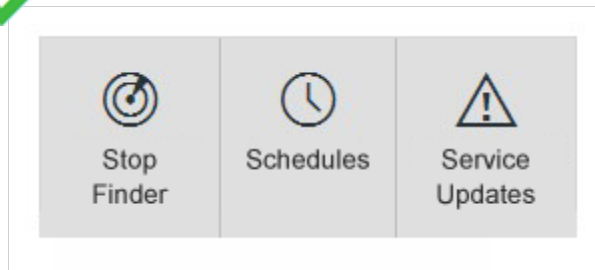 Stop
Finder
Schedules
Service
Updates